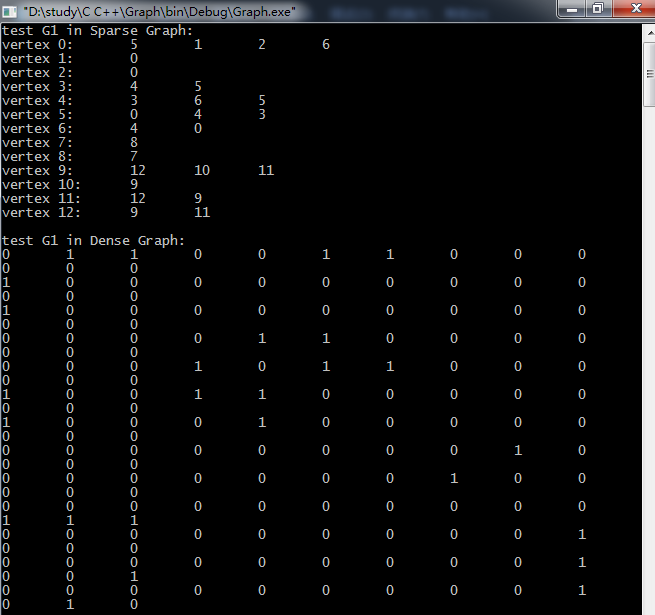 "D:\study\C C++\Graph\bin\Debug\Graph.exe"
test G1 in Sparse Graph:
vertex 0: 5 1 2 6
vertex 1: 0
vertex 2: 0
vertex 3: 4 5
vertex 4: 3 6 5
vertex 5: 0 4 3
vertex 6: 4 0
vertex 7: 8
vertex 8: 7
vertex 9: 12 10 11
vertex 10: 9
vertex 11: 12 9
vertex 12: 9 11
test G1 in Dense Graph:
0 1 1 0 0 1 1 0 0 0
0 0 0
1 0 0 0 0 0 0 0 0 0
0 0 0
1 0 0 0 0 0 0 0 0 0
0 0 0
0 0 0 0 1 1 0 0 0 0
0 0 0
0 0 0 1 0 1 1 0 0 0
0 0 0
1 0 0 1 1 0 0 0 0 0
0 0 0
1 0 0 0 1 0 0 0 0 0
0 0 0
0 0 0 0 0 0 0 0 1 0
0 0 0
0 0 0 0 0 0 0 1 0 0
0 0 0
0 0 0 0 0 0 0 0 0 0
1 1 1
0 0 0 0 0 0 0 0 0 1
0 0 0
0 0 0 0 0 0 0 0 0 1
0 0 1
0 0 0 0 0 0 0 0 0 1
0 1 0